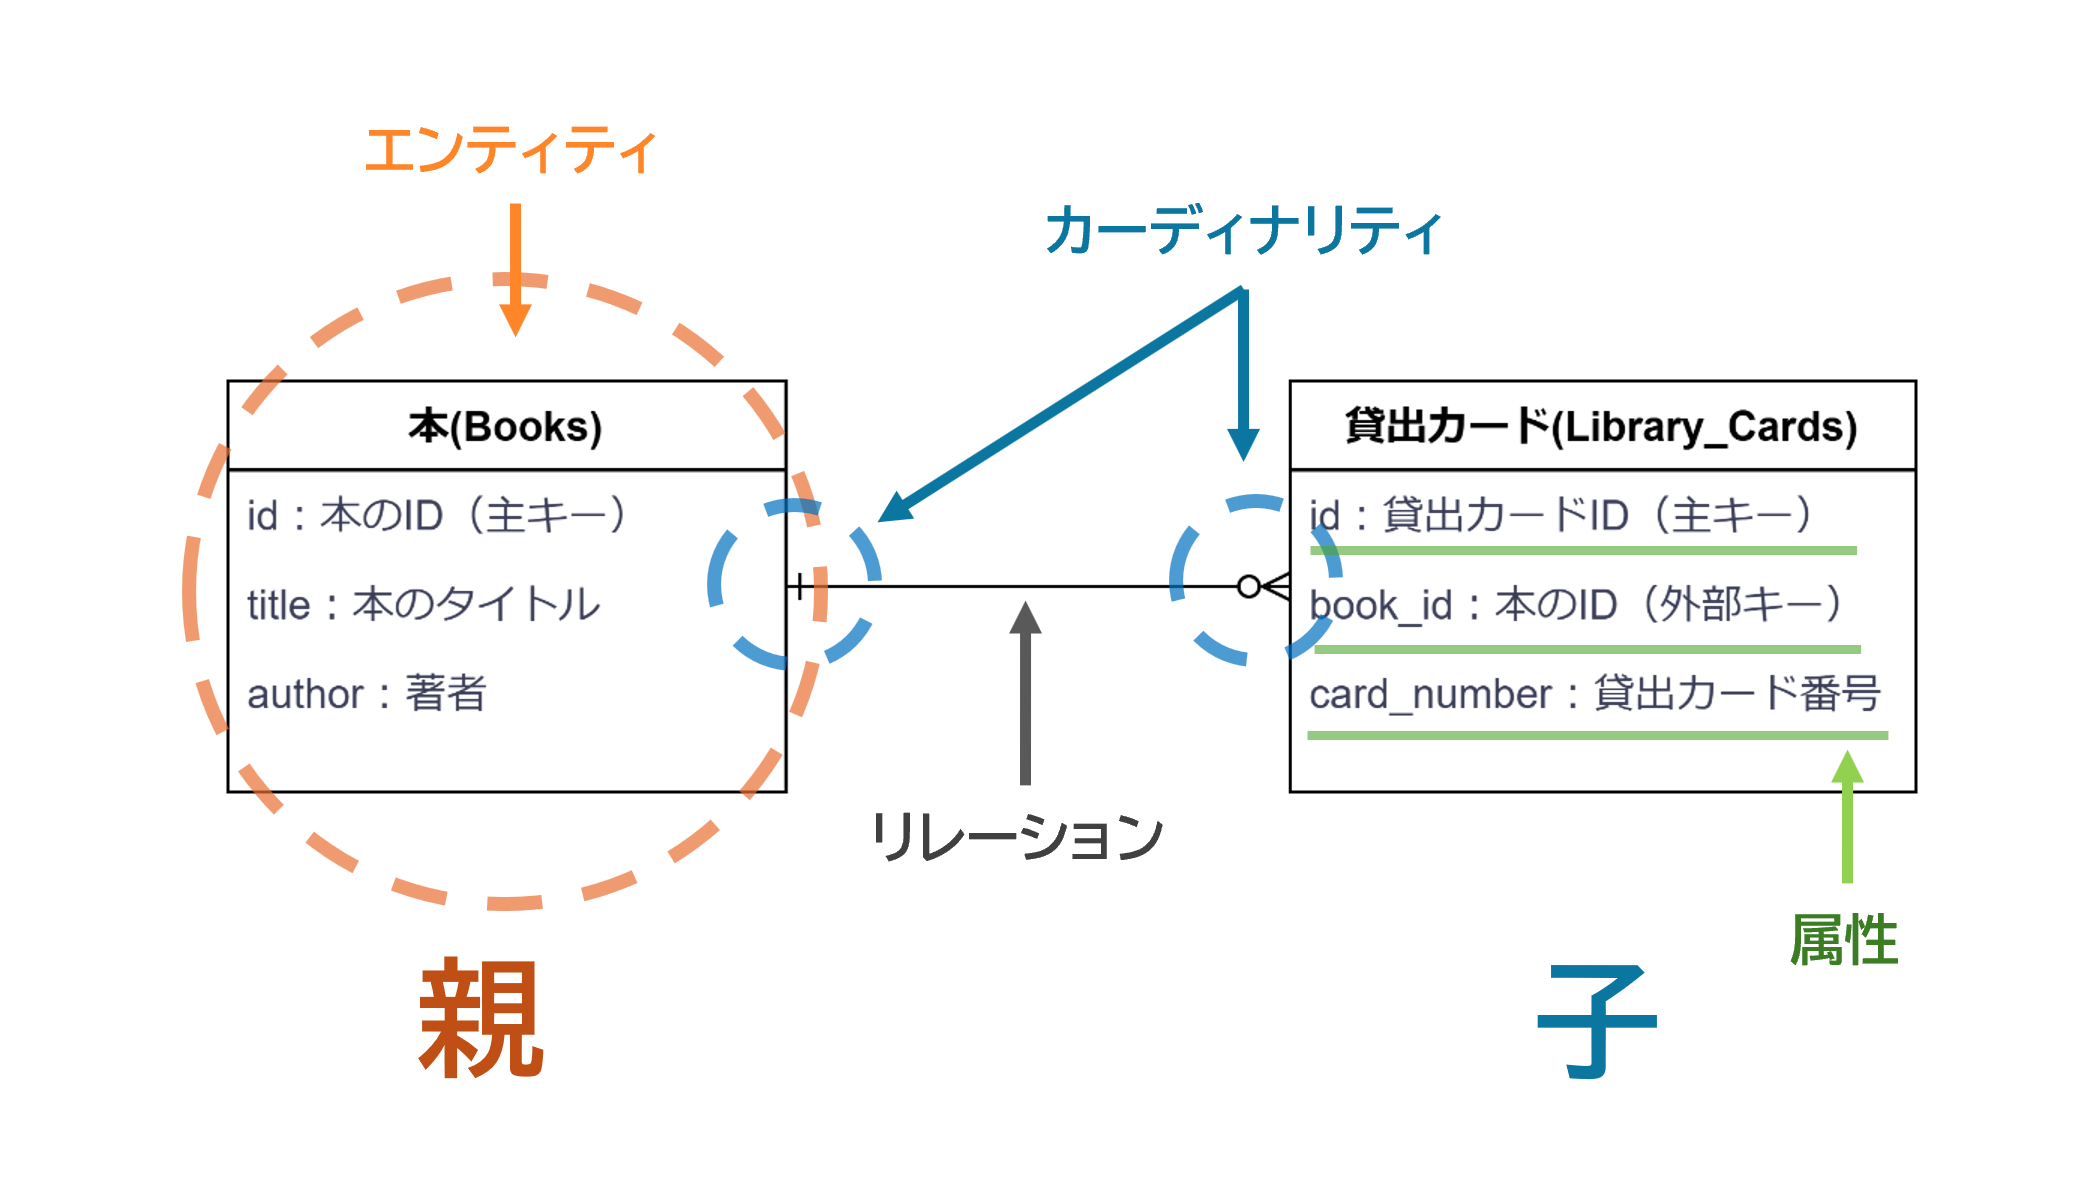 エンティティ
カーディナリティ
本(Books)
id：本のID（主キー）
title：本のタイトル
author：著者
貸出カード(Library_Cards)
id：貸出カードID（主キー）
book_id：本のID（外部キー）
card_number：貸出カード番号
リレーション
属性
親
子